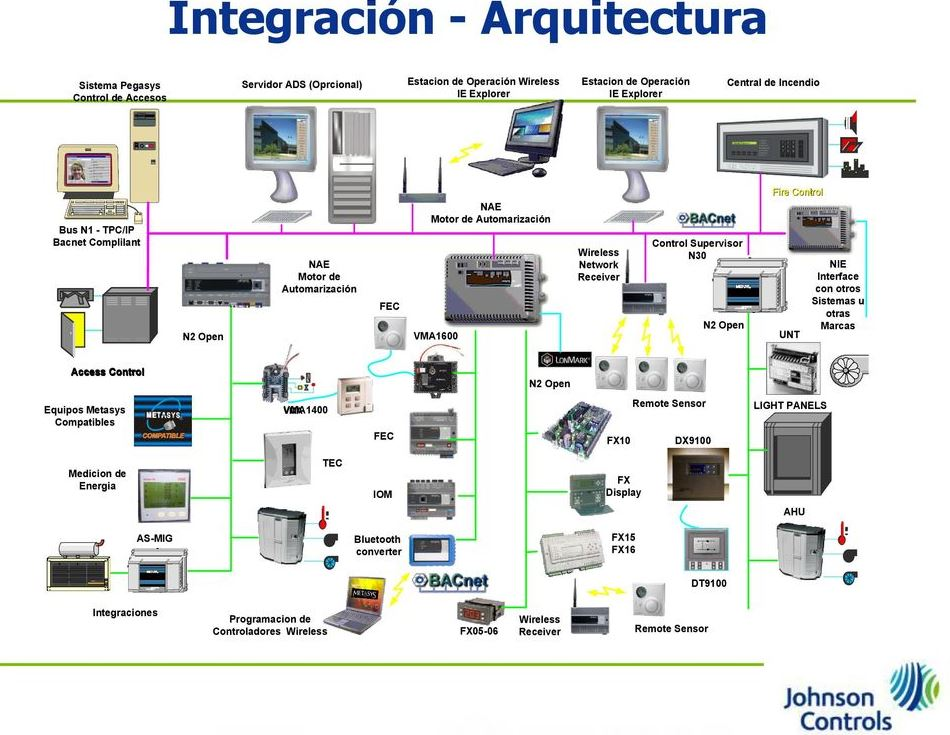 Integración - Arquitectura
Sistema Pegasys
Control de Accesos
Servidor ADS (Oprcional)
Estacion de Operación Wireless
IE Explorer
Estacion de Operación
IE Explorer
Central de Incendio
Fire Control
NAE
Motor de Automarización
BACnet
Bus N1 - TPC/IP
Bacnet Complilant
NAE
Motor de
Automarización
Wireless
Network
Receiver
Control Supervisor
N30
NIE
Interface
con otros
Sistemas u
otras
Marcas
N2 Open
FEC
VMA1600
N2 Open
UNT
LONMARK
N2 Open
Access Control
Remote Sensor
LIGHT PANELS
Equipos Metasys
Compatibles
METASYS
COMPATIBLE
VMA1400
FEC
FX10
DX9100
TEC
Medicion de
Energia
IOM
FX
Display
AHU
AS-MIG
Bluetooth
converter
FX15
FX16
BACnet
DT9100
Integraciones
METASYS
Programacion de
Controladores Wireless
FX05-06
Wireless
Receiver
Remote Sensor
Johnson
Controls